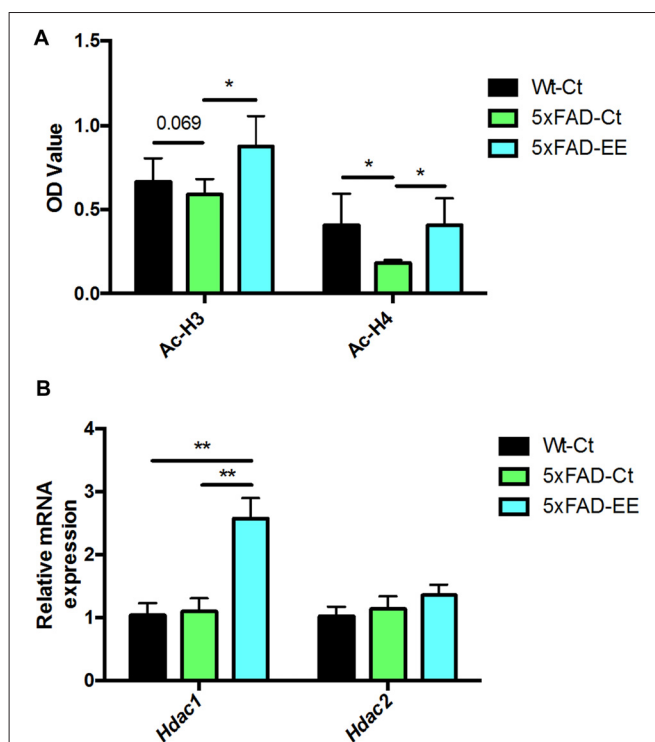 A
1.5
1.0
0.5
0.0
OD Value
0.069
*
*
*
Ac-H3
Ac-H4
Wt-Ct
5xFAD-Ct
5xFAD-EE
B
4
3
2
1
0
Relative mRNA
expression
**
**
Hdac1
Hdac2
Wt-Ct
5xFAD-Ct
5xFAD-EE